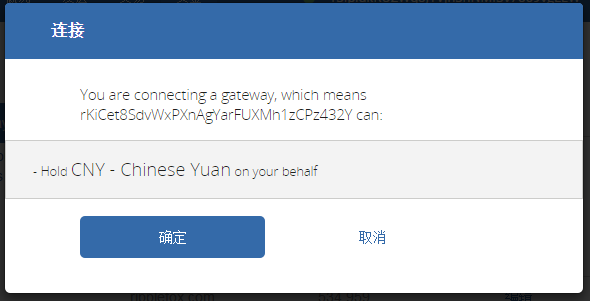 连接
You are connecting a gateway, which means
rKiCet8SdvWxPXnAgYarFUXMh1zCPz432Y can:
- Hold CNY - Chinese Yuan on your behalf
确定
取消